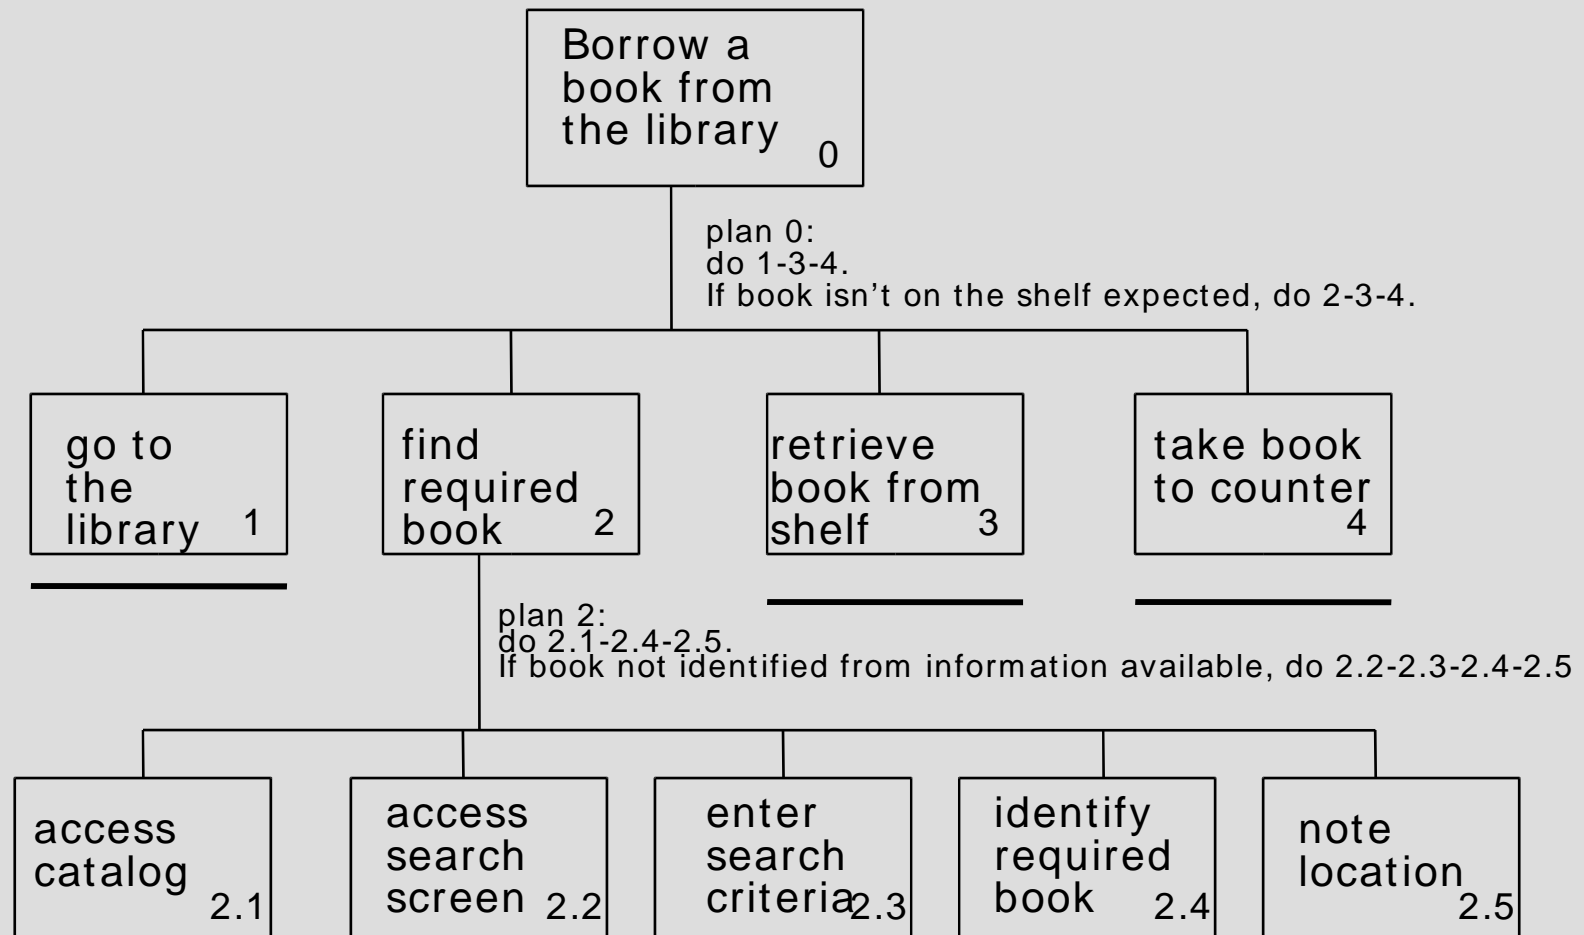 Borrow a
book from
the library
0
plan 0:
do 1-3-4.
If book isn’t on the shelf expected, do 2-3-4.
go to
the
library 1
find
required
book 2
retrieve
book from
shelf 3
take book
to counter
4
plan 2:
do 2.1-2.4-2.5.
If book not identified from information available, do 2.2-2.3-2.4-2.5
access
catalog
2.1
access
search
screen 2.2
enter
search
criteria 2.3
identify
required
book 2.4
note
location
2.5